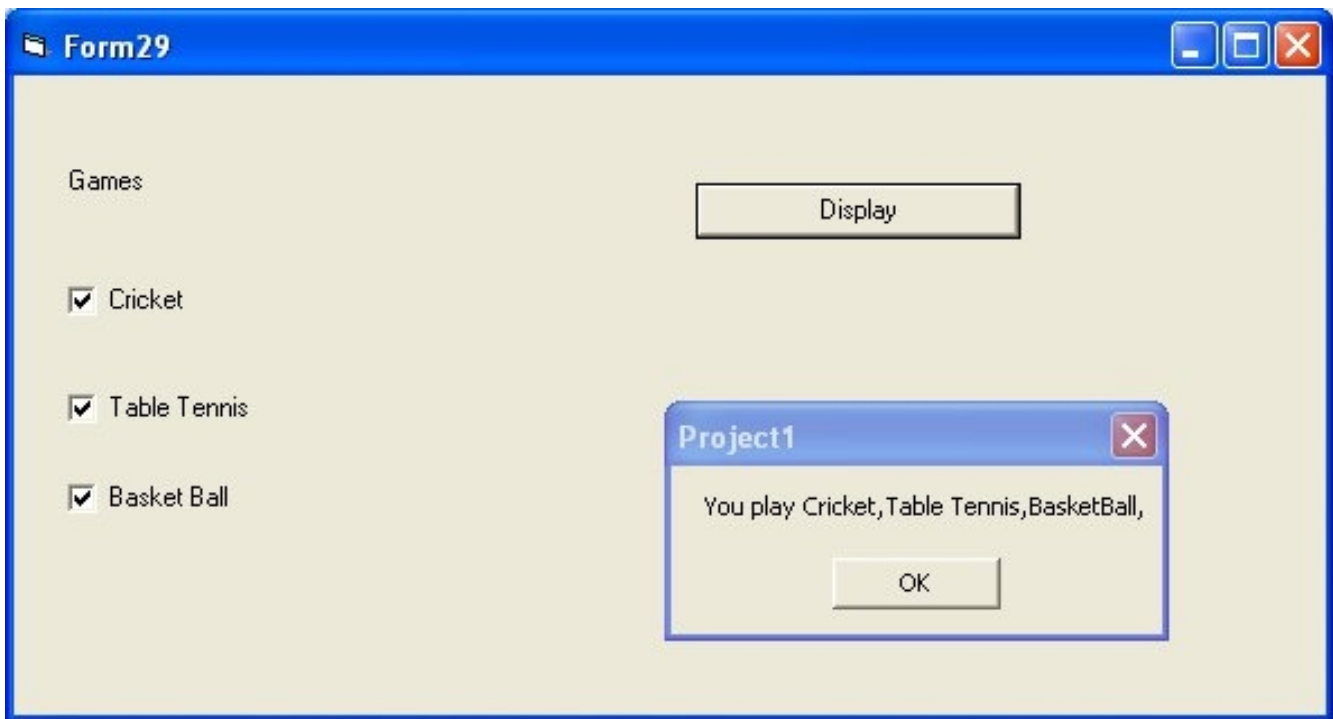 Form29
Games
Display
Cricket
Table Tennis
Basket Ball
Project1
You play Cricket,Table Tennis,BasketBall,
OK